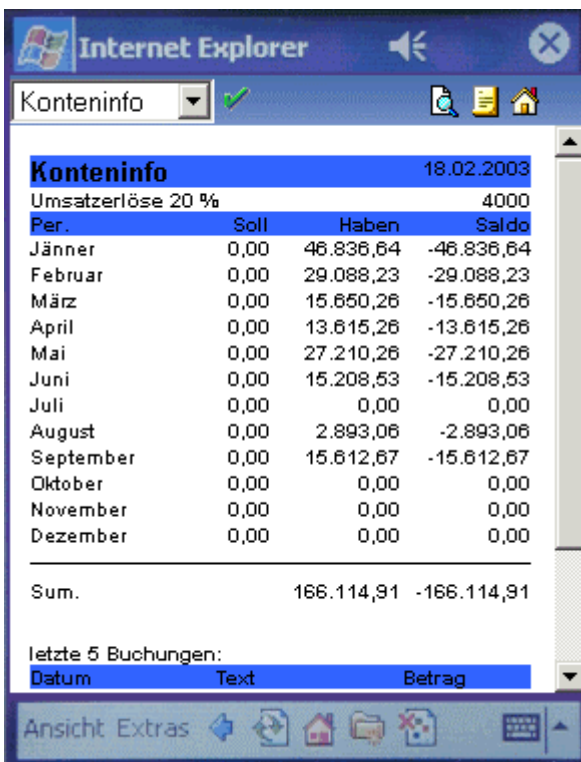 Internet Explorer
Konteninfo
Konteninfo 18.02.2003
Umsatzerlöse 20 % 4000
Per. Soll Haben Saldo
Jänner 0,00 46.836,64 -46.836,64
Februar 0,00 29.088,23 -29.088,23
März 0,00 15.650,26 -15.650,26
April 0,00 13.615,26 -13.615,26
Mai 0,00 27.210,26 -27.210,26
Juni 0,00 15.208,53 -15.208,53
Juli 0,00 0,00 0,00
August 0,00 2.893,06 -2.893,06
September 0,00 15.612,67 -15.612,67
Oktober 0,00 0,00 0,00
November 0,00 0,00 0,00
Dezember 0,00 0,00 0,00
Sum. 166.114,91 -166.114,91
letzte 5 Buchungen:
Datum Text Betrag
Ansicht Extras